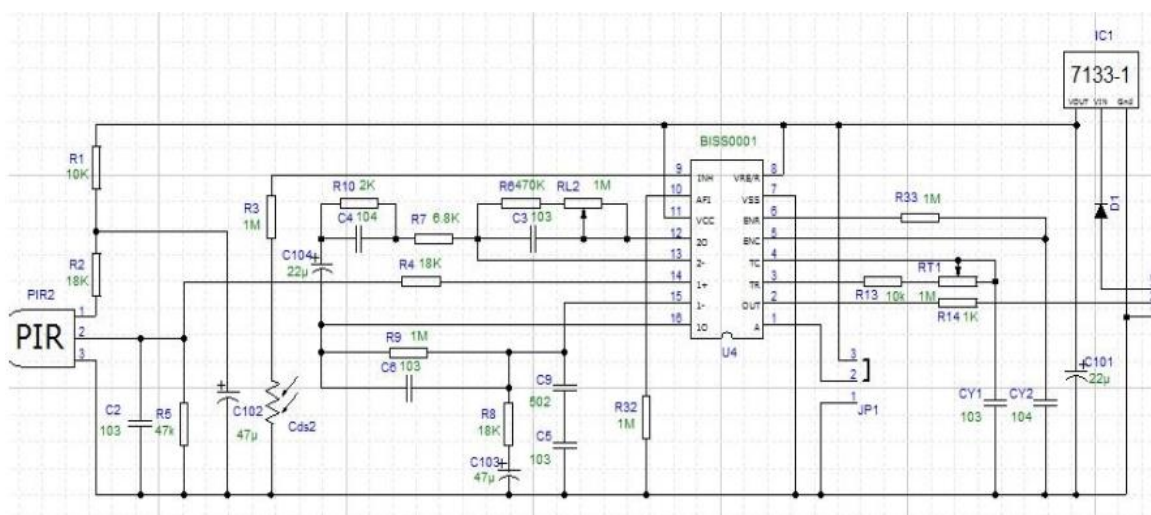 IC1
7133-1
VOUT VIN Gnd
BISS0001
R1
10K
R10 2K
R6 470K
RL2 1M
9 INH
VRE/R 8
10 AFI
VSS 7
R33 1M
R3
1M
C4 104
R7 6.8K
C3 103
11 VCC
ENR 6
D1
12 2O
ENC 5
R2
18K
C104
22µ
R4 18K
13 2-
TC 4
RT1
14 1+
TR 3
PIR2
15 1-
OUT 2
R13 10k
1M
R14 1K
1
PIR
2
3
16 1O
A 1
R9 1M
U4
C6 103
3
2
C101
22µ
C9
502
1
JP1
CY1
103
CY2
104
C2
103
R5
47k
C102
47µ
Cds2
R8
18K
R32
1M
C5
103
C103
47µ